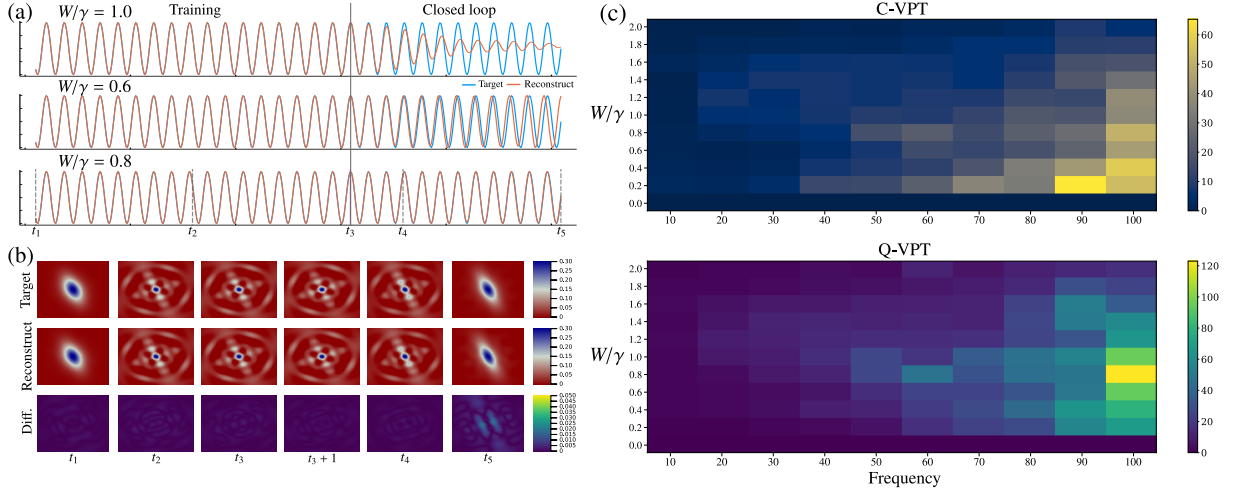 (a)
W/γ = 1.0
Training
Closed loop
W/γ = 0.6
Target
Reconstruct
W/γ = 0.8
t1
t2
t3
t4
t5
(b)
Target
0.30
0.25
0.20
0.15
0.10
0.05
0
Reconstruct
0.30
0.25
0.20
0.15
0.10
0.05
0
Diff.
0.050
0.045
0.040
0.035
0.030
0.025
0.020
0.015
0.010
0.005
0
t1
t2
t3
t3 + 1
t4
t5
(c)
C-VPT
W/γ
2.0
1.8
1.6
1.4
1.2
1.0
0.8
0.6
0.4
0.2
0.0
10 20 30 40 50 60 70 80 90 100
60
50
40
30
20
10
0
Q-VPT
W/γ
2.0
1.8
1.6
1.4
1.2
1.0
0.8
0.6
0.4
0.2
0.0
10 20 30 40 50 60 70 80 90 100
Frequency
120
100
80
60
40
20
0